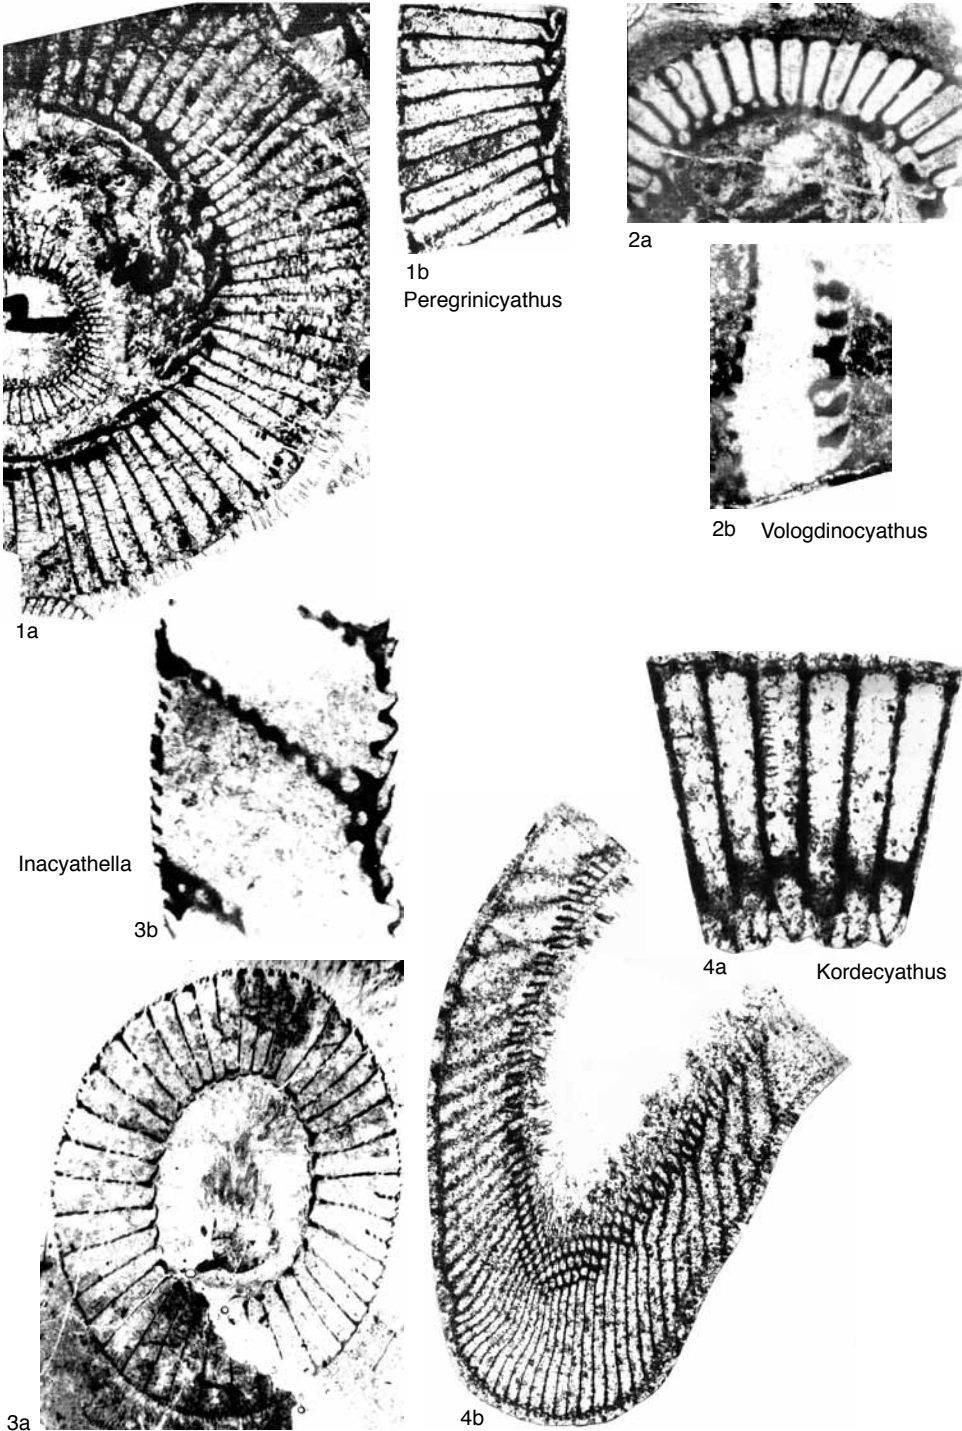 1a
1b
Peregrinicyathus
2a
2b Vologdinocyathus
Inacyathella
3b
4a
Kordecyathus
3a
4b